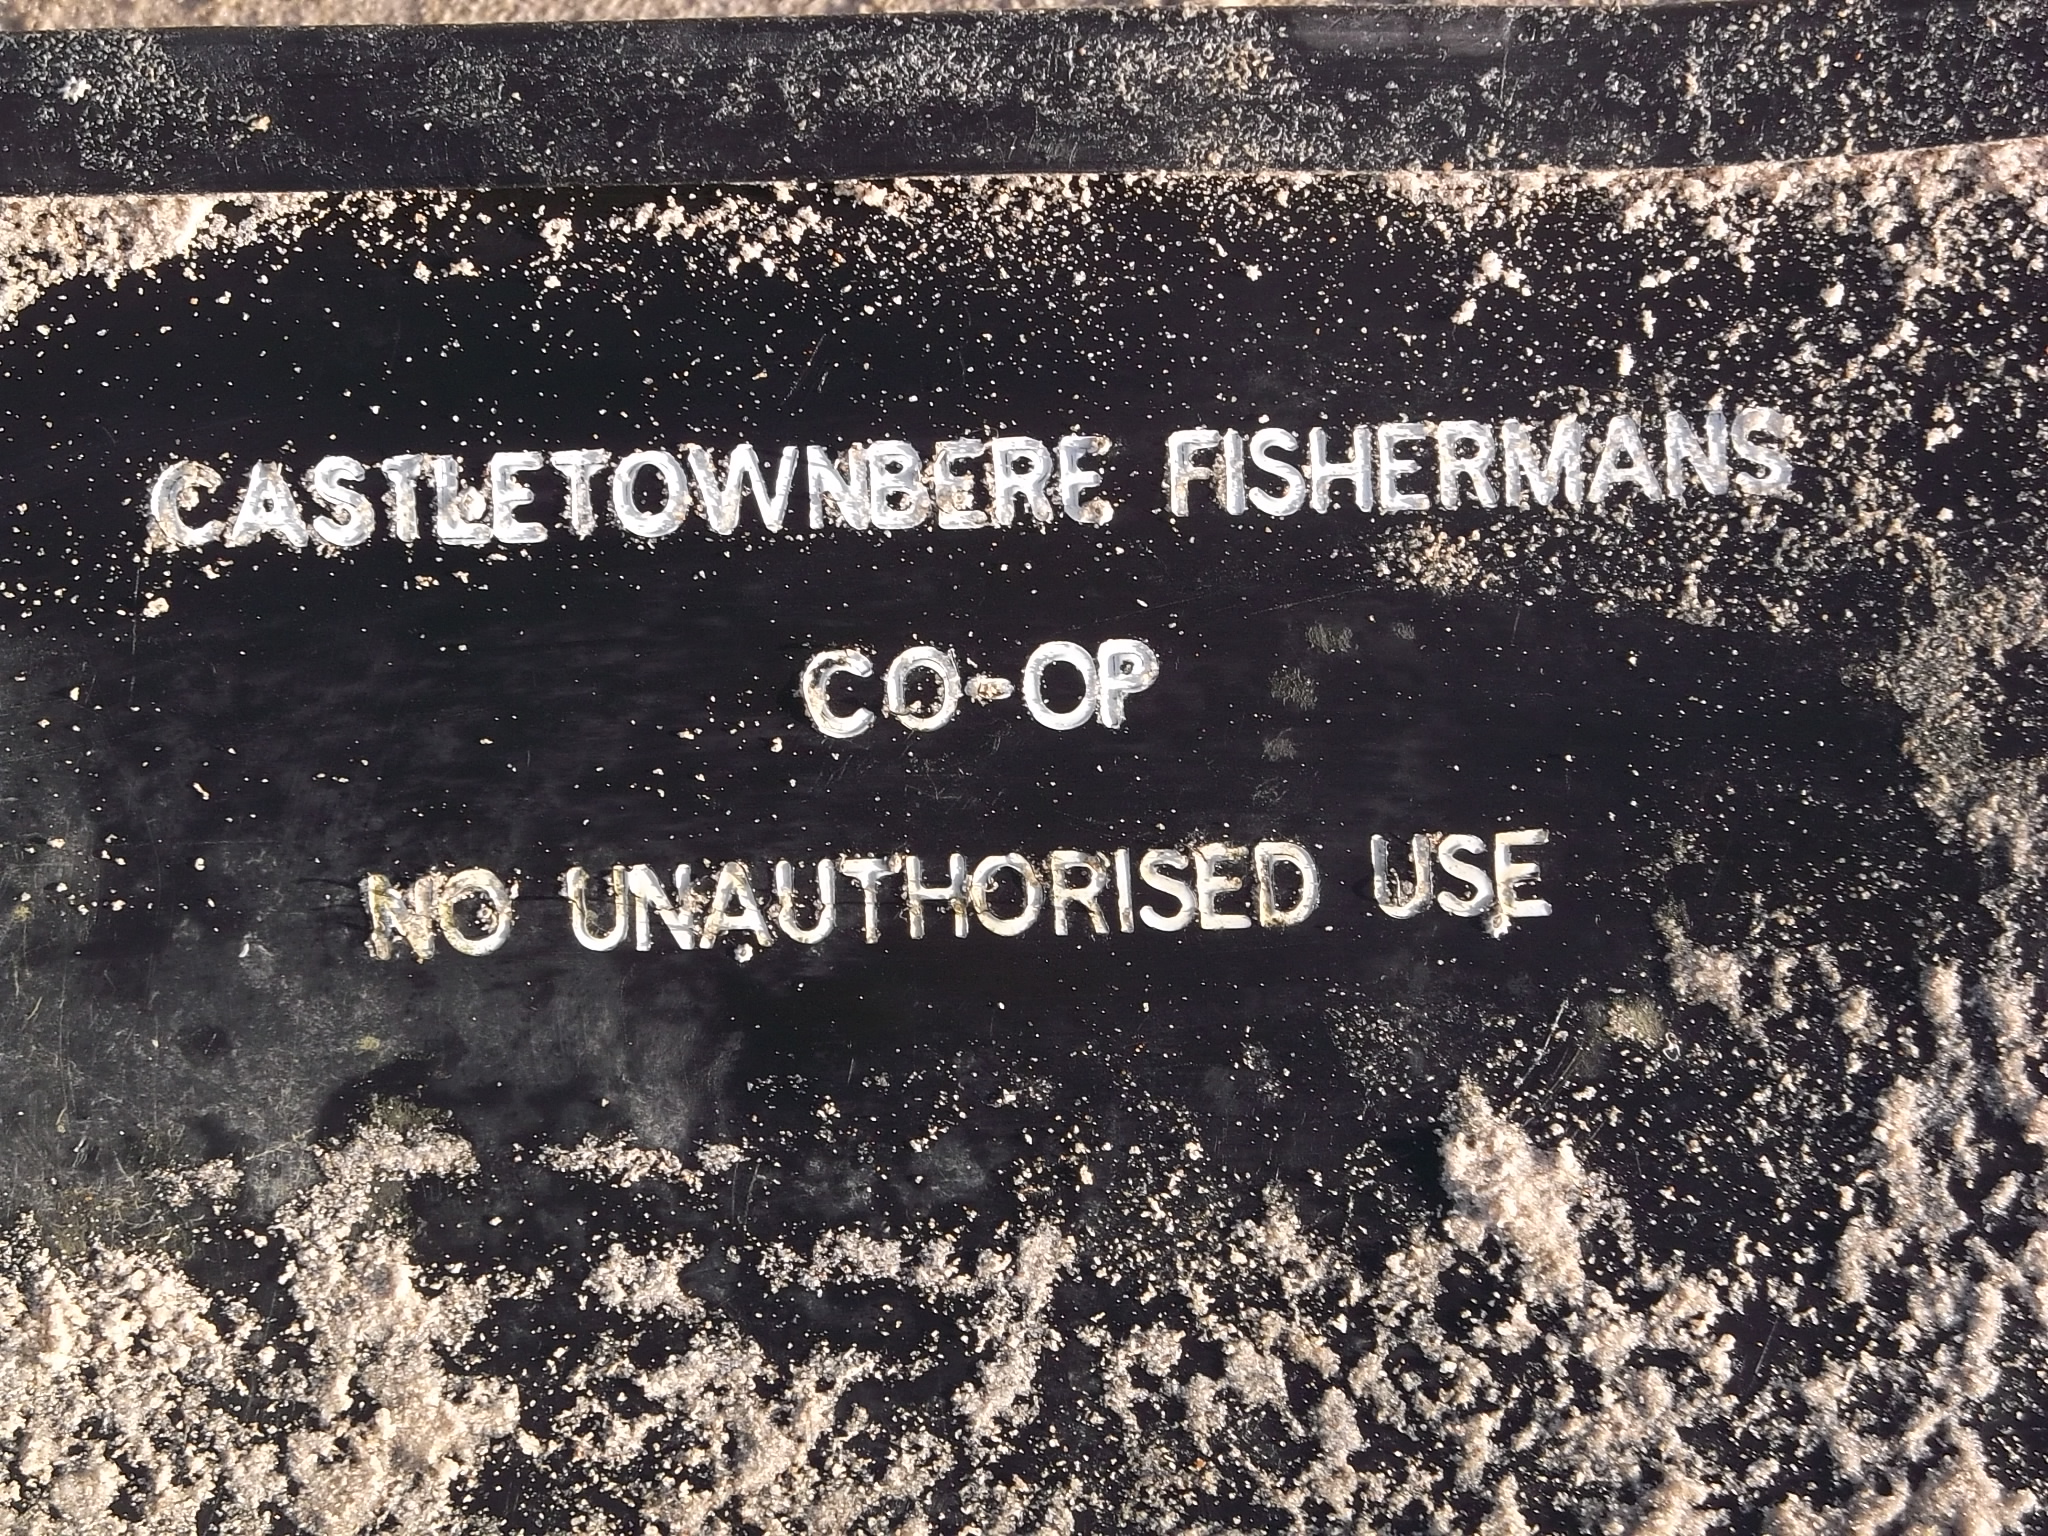 CASTLETOWNBERE FISHERMANS
CO-OP
NO UNAUTHORISED USE